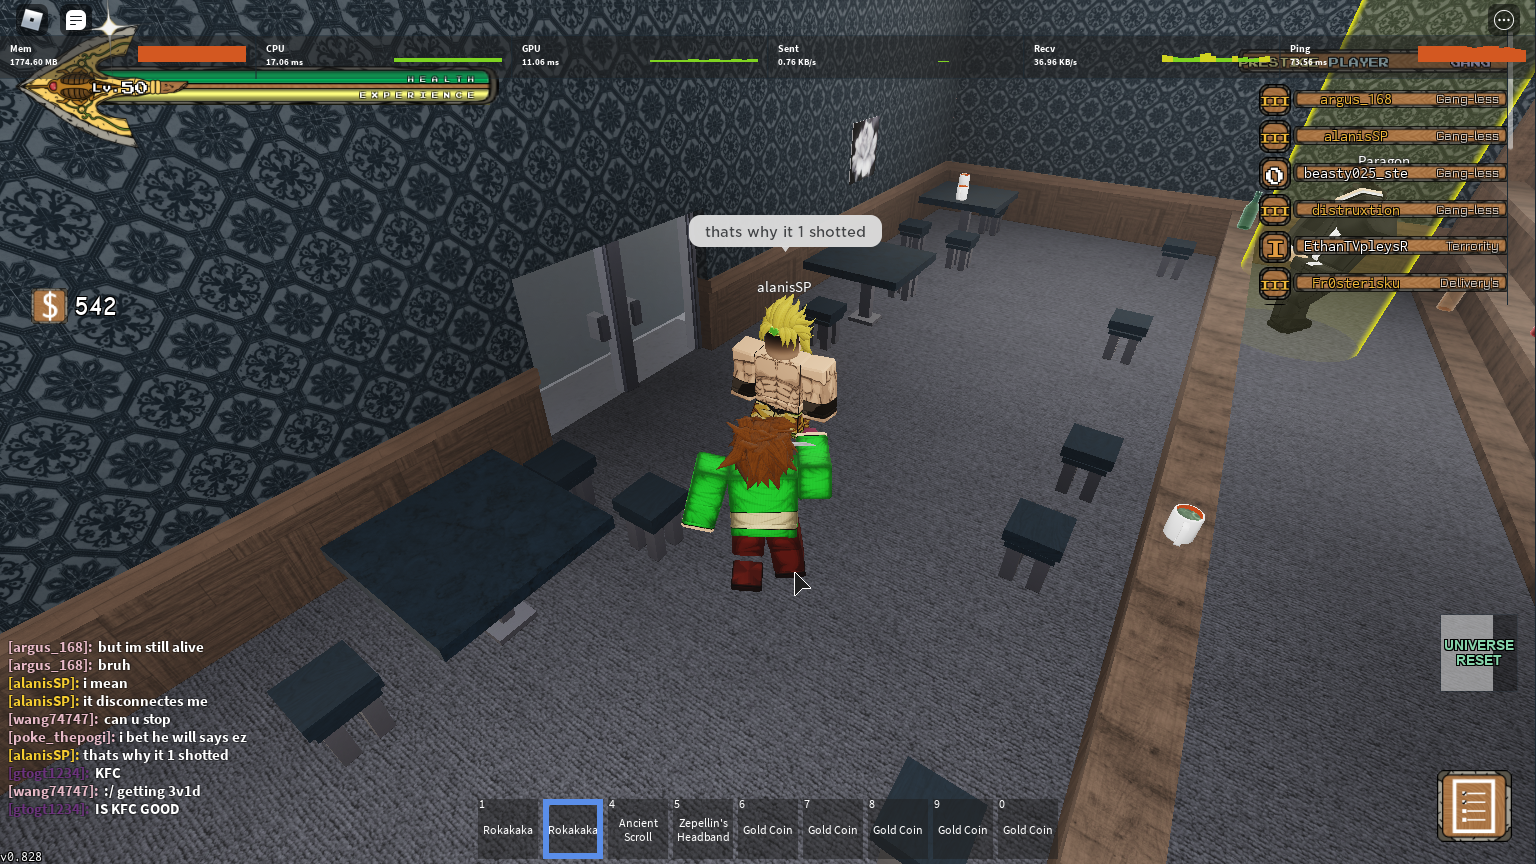 Mem
1774.60 MB
CPU
17.06 ms
GPU
11.06 ms
Sent
0.76 KB/s
Recv
36.96 KB/s
Ping
73.56 ms
HEALTH
Lv.50
EXPERIENCE
PLAYER
GANG
argus_168 Gang-less
alanisSP Gang-less
Paragon
beasty025_ste Gang-less
distruxtion Gang-less
EthanTVpleysR Terrority
Fr0sterisku Delivery's
thats why it 1 shotted
alanisSP
$ 542
UNIVERSE
RESET
[argus_168]: but im still alive
[argus_168]: bruh
[alanisSP]: i mean
[alanisSP]: it disconnectes me
[wang74747]: can u stop
[poke_thepogi]: i bet he will says ez
[alanisSP]: thats why it 1 shotted
[gtogt1234]: KFC
[wang74747]: :/ getting 3v1d
[gtogt1234]: IS KFC GOOD
1 Rokakaka
Rokakaka
4 Ancient Scroll
5 Zepellin's Headband
6 Gold Coin
7 Gold Coin
8 Gold Coin
9 Gold Coin
0 Gold Coin
v0.828